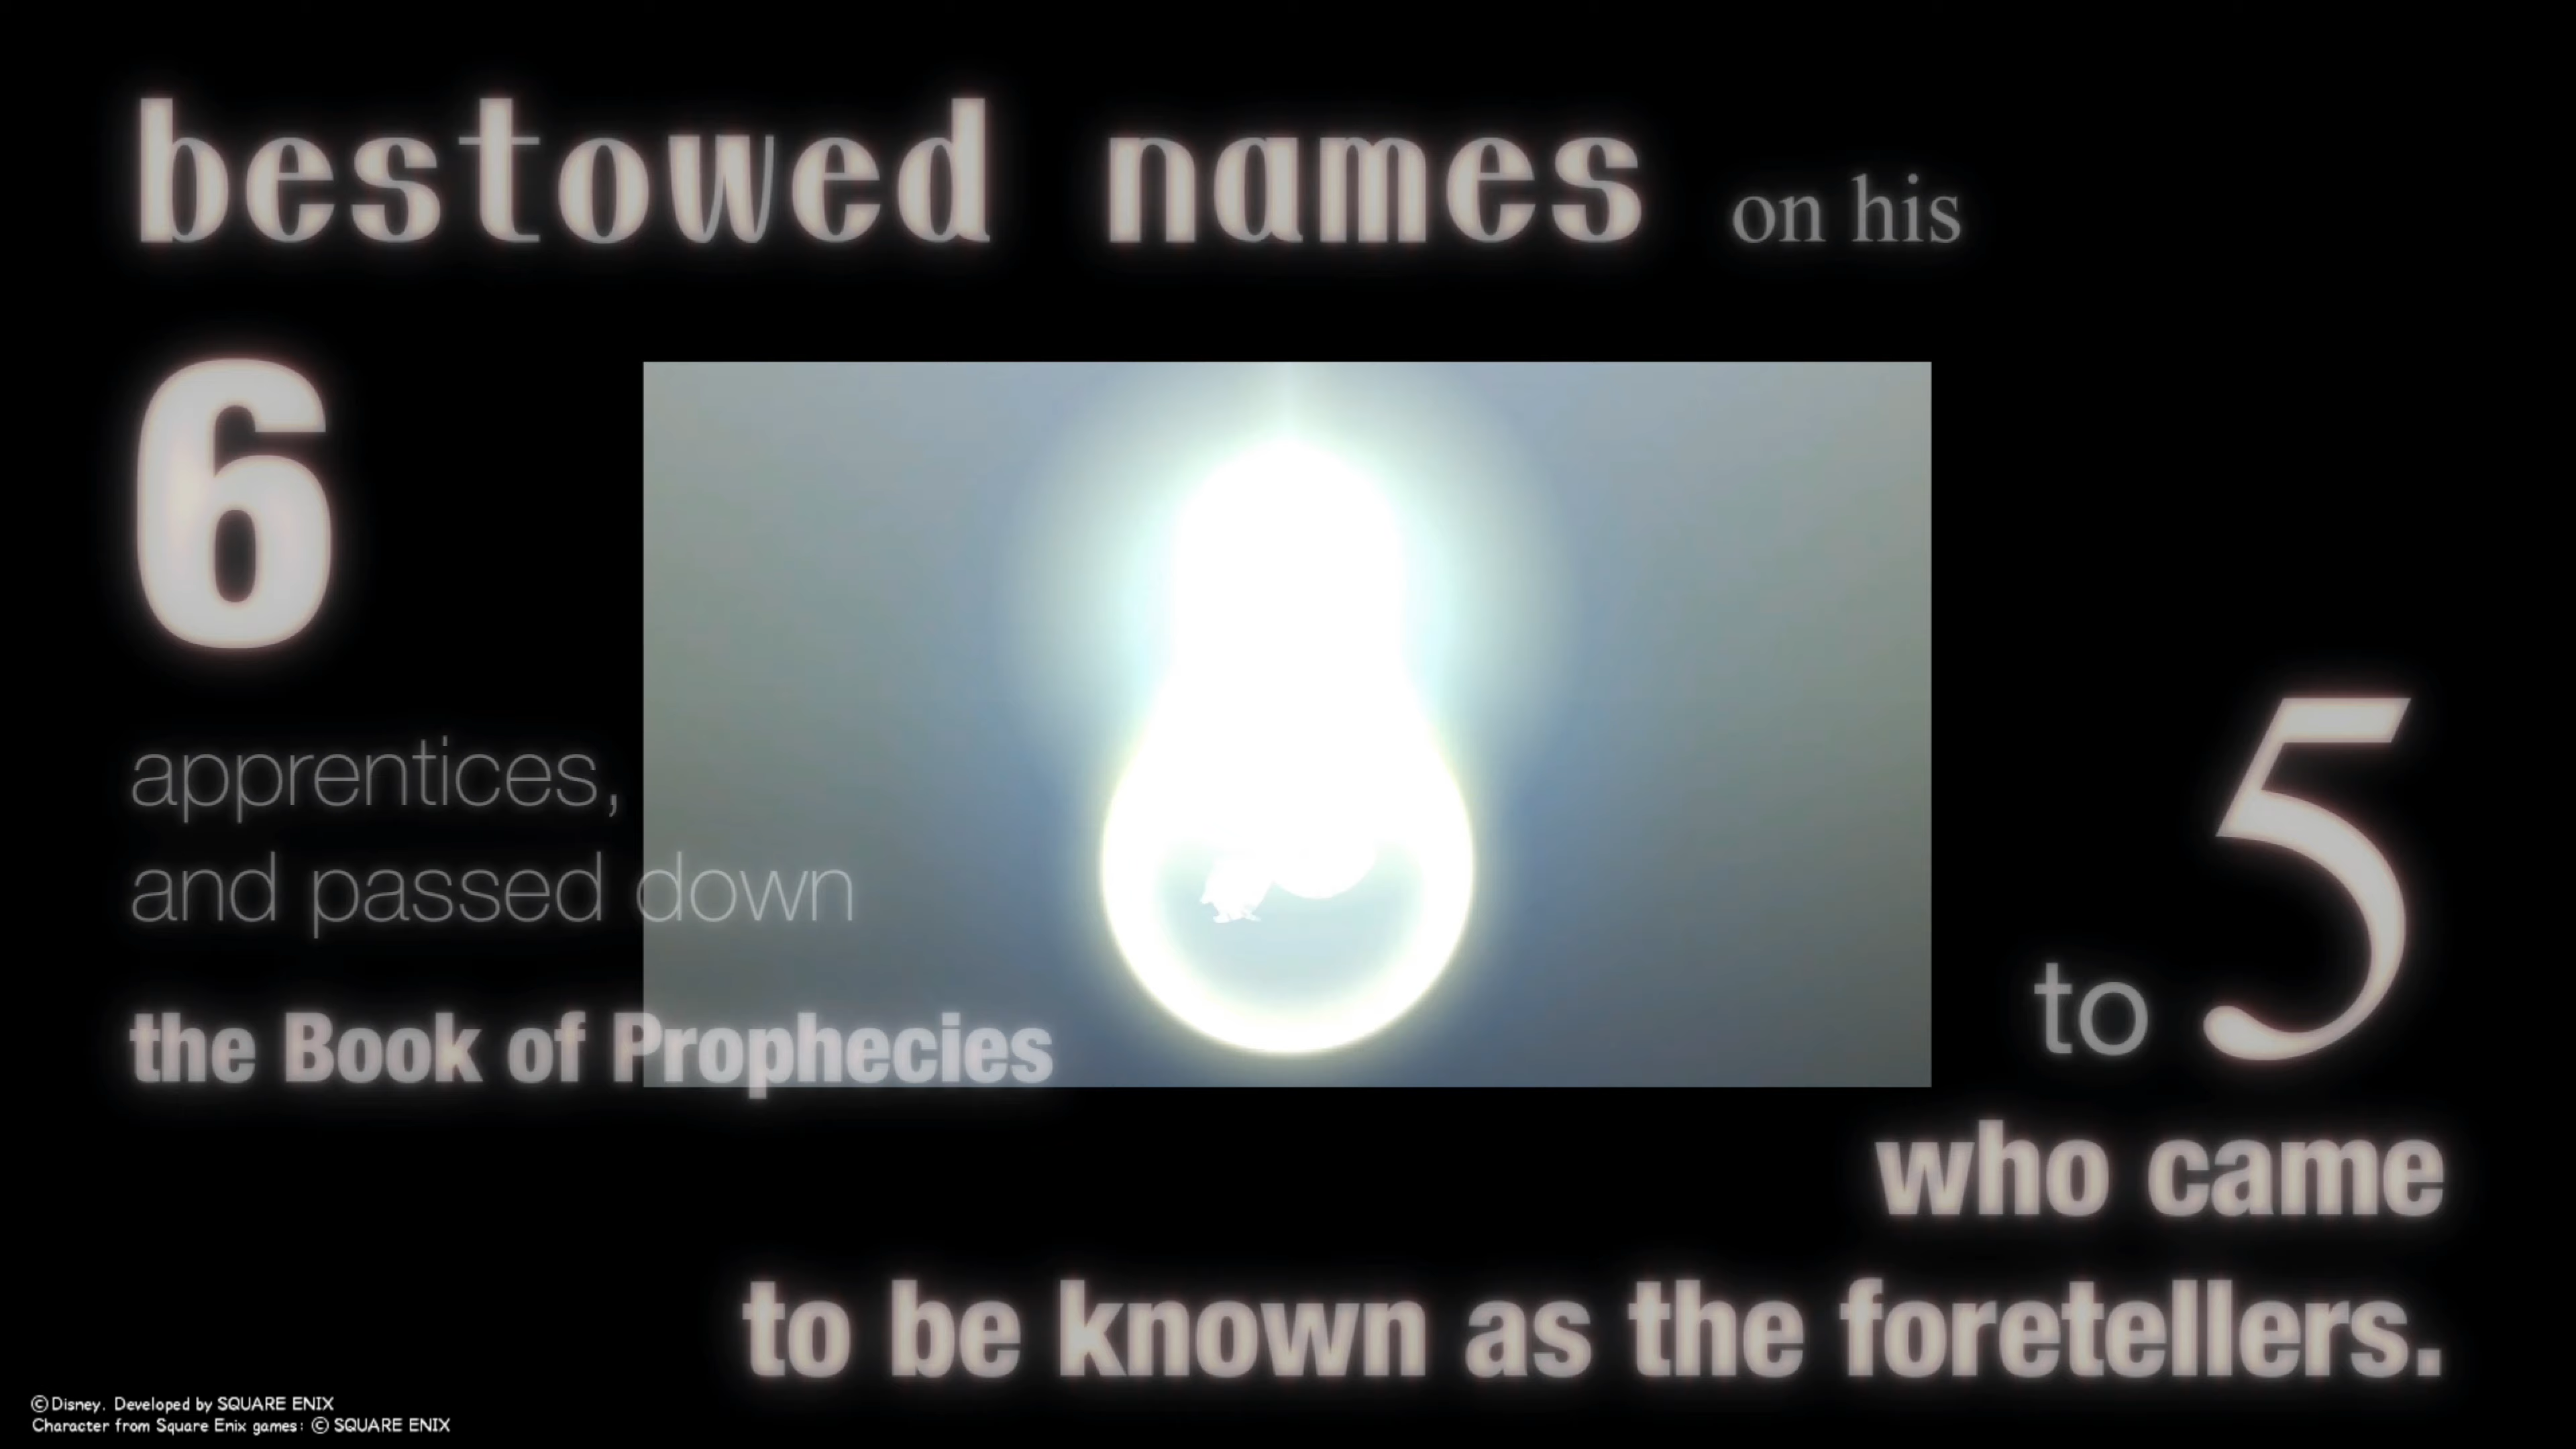 bestowed names on his
6
apprentices,
and passed down
the Book of Prophecies
to 5
who came
to be known as the foretellers.
©Disney. Developed by SQUARE ENIX
Character from Square Enix games: © SQUARE ENIX